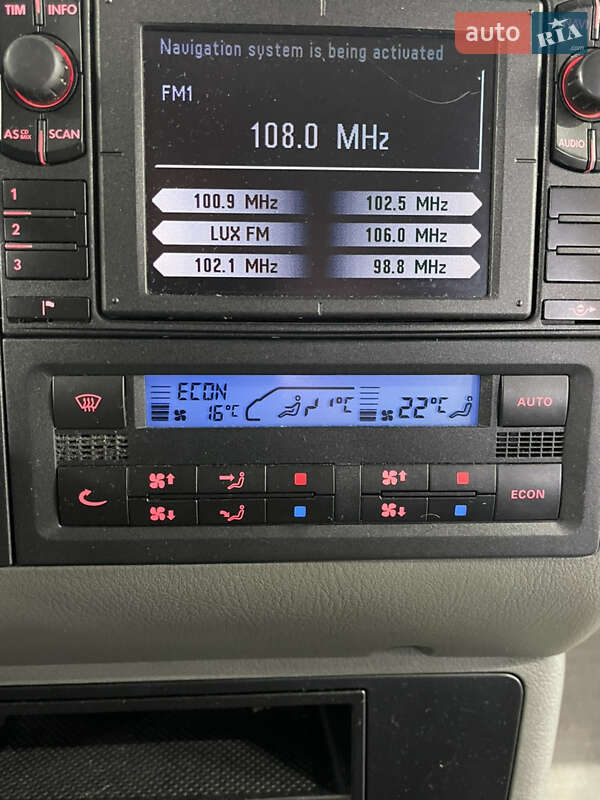 TIM INFO
auto RIA
Navigation system is being activated
FM1
108.0 MHz
AS CD MIX SCAN
AUDIO
1
100.9 MHz 102.5 MHz
2
LUX FM 106.0 MHz
3
102.1 MHz 98.8 MHz
ECON
16°C 1°C 22°C
AUTO
ECON